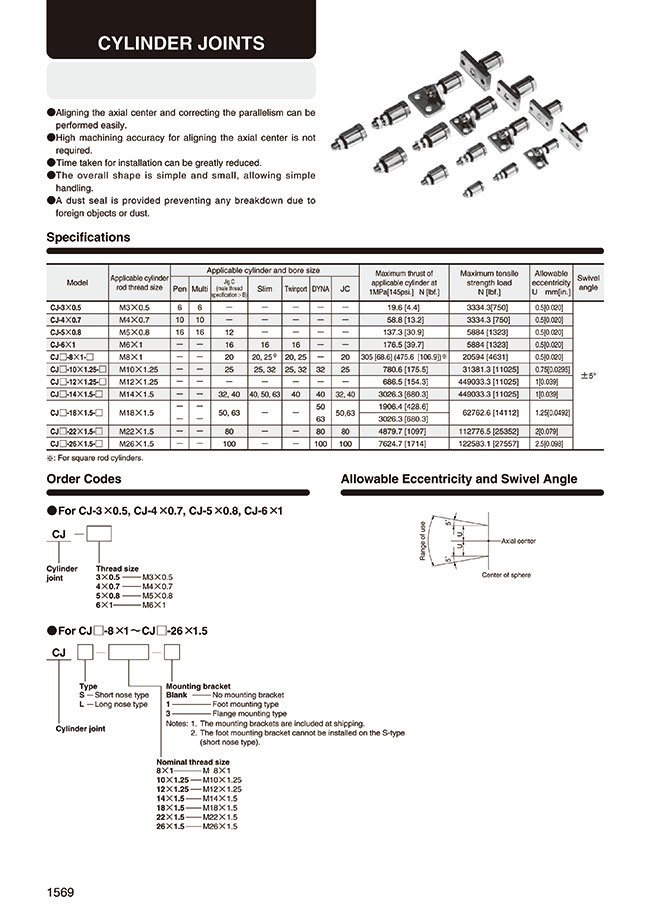 CYLINDER JOINTS
●Aligning the axial center and correcting the parallelism can be
performed easily.
●High machining accuracy for aligning the axial center is not
required.
●Time taken for installation can be greatly reduced.
●The overall shape is simple and small, allowing simple
handling.
●A dust seal is provided preventing any breakdown due to
foreign objects or dust.
Specifications
Model | Applicable cylinder rod thread size | Applicable cylinder and bore size | Maximum thrust of applicable cylinder at 1MPa[145psi.] N [lbf.] | Maximum tensile strength load N [lbf.] | Allowable eccentricity U mm[in.] | Swivel angle
Pen | Multi | Jig C (male thread specification: B) | Slim | Twinport | DYNA | JC
CJ-3×0.5 | M3×0.5 | 6 | 6 | − | − | − | − | − | 19.6 [4.4] | 3334.3[750] | 0.5[0.020]
CJ-4×0.7 | M4×0.7 | 10 | 10 | − | − | − | − | − | 58.8 [13.2] | 3334.3 [750] | 0.5[0.020]
CJ-5×0.8 | M5×0.8 | 16 | 16 | 12 | − | − | − | − | 137.3 [30.9] | 5884 [1323] | 0.5[0.020]
CJ-6×1 | M6×1 | − | − | 16 | 16 | 16 | − | − | 176.5 [39.7] | 5884 [1323] | 0.5[0.020]
CJ□-8×1-□ | M8×1 | − | − | 20 | 20, 25※ | 20, 25 | − | 20 | 305 [68.6] (475.6 [106.9])※ | 20594 [4631] | 0.5[0.020]
CJ□-10×1.25-□ | M10×1.25 | − | − | 25 | 25, 32 | 25, 32 | 32 | 25 | 780.6 [175.5] | 31381.3 [11025] | 0.75[0.0295]
±5°
CJ□-12×1.25-□ | M12×1.25 | − | − | − | − | − | − | − | 686.5 [154.3] | 449033.3 [11025] | 1[0.039]
CJ□-14×1.5-□ | M14×1.5 | − | − | 32, 40 | 40, 50, 63 | 40 | 40 | 32, 40 | 3026.3 [680.3] | 449033.3 [11025] | 1[0.039]
CJ□-18×1.5-□ | M18×1.5 | − | − | 50, 63 | − | − | 50 | 50,63 | 1906.4 [428.6] | 62762.6 [14112] | 1.25[0.0492]
− | − | 63 | 3026.3 [680.3]
CJ□-22×1.5-□ | M22×1.5 | − | − | 80 | − | − | 80 | 80 | 4879.7 [1097] | 112776.5 [25352] | 2[0.079]
CJ□-26×1.5-□ | M26×1.5 | − | − | 100 | − | − | 100 | 100 | 7624.7 [1714] | 122583.1 [27557] | 2.5[0.098]
※: For square rod cylinders.
Order Codes
●For CJ-3×0.5, CJ-4×0.7, CJ-5×0.8, CJ-6×1
CJ − □
Cylinder joint
Thread size
3×0.5 — M3×0.5
4×0.7 — M4×0.7
5×0.8 — M5×0.8
6×1 — M6×1
●For CJ□-8×1～CJ□-26×1.5
CJ □ − □ − □
Type
S — Short nose type
L — Long nose type
Cylinder joint
Mounting bracket
Blank — No mounting bracket
1 — Foot mounting type
3 — Flange mounting type
Notes: 1. The mounting brackets are included at shipping.
2. The foot mounting bracket cannot be installed on the S-type
(short nose type).
Nominal thread size
8×1 — M 8×1
10×1.25 — M10×1.25
12×1.25 — M12×1.25
14×1.5 — M14×1.5
18×1.5 — M18×1.5
22×1.5 — M22×1.5
26×1.5 — M26×1.5
Allowable Eccentricity and Swivel Angle
Range of use
5°
U
U
5°
Axial center
Center of sphere
1569